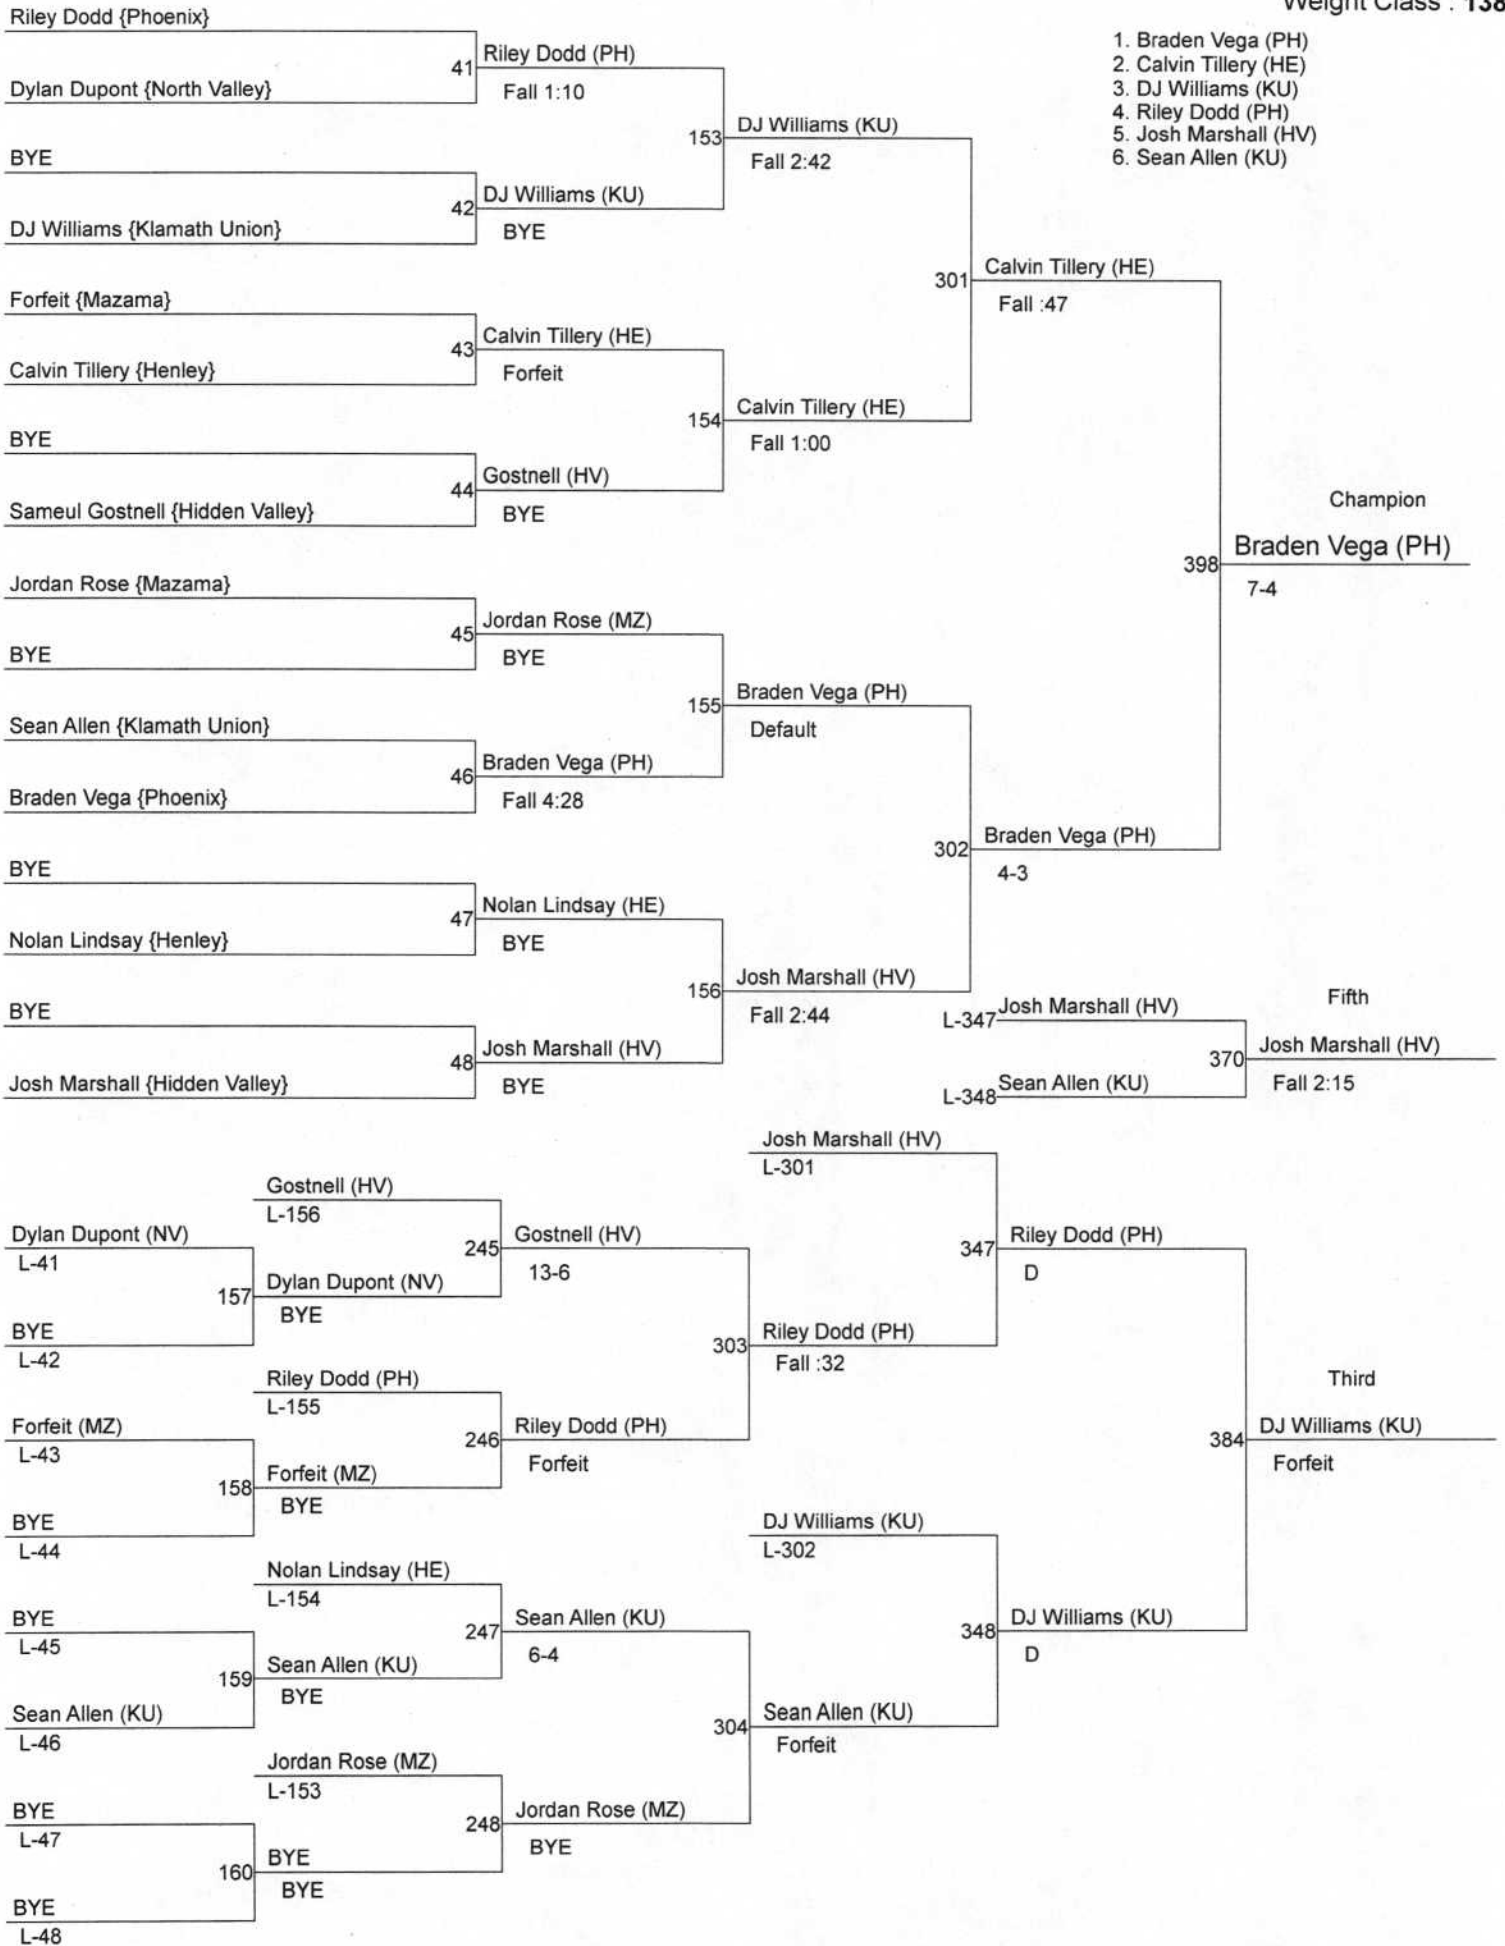 Riley Dodd {Phoenix}
Weight Class : 138
1. Braden Vega (PH)
2. Calvin Tillery (HE)
3. DJ Williams (KU)
4. Riley Dodd (PH)
5. Josh Marshall (HV)
6. Sean Allen (KU)
41
Riley Dodd (PH)
Fall 1:10
Dylan Dupont {North Valley}
153
DJ Williams (KU)
Fall 2:42
BYE
42
DJ Williams (KU)
BYE
DJ Williams {Klamath Union}
301
Calvin Tillery (HE)
Fall :47
Forfeit {Mazama}
43
Calvin Tillery (HE)
Forfeit
Calvin Tillery {Henley}
154
Calvin Tillery (HE)
Fall 1:00
BYE
44
Gostnell (HV)
BYE
Sameul Gostnell {Hidden Valley}
Champion
398
Braden Vega (PH)
7-4
Jordan Rose {Mazama}
45
Jordan Rose (MZ)
BYE
BYE
155
Braden Vega (PH)
Default
Sean Allen {Klamath Union}
46
Braden Vega (PH)
Fall 4:28
Braden Vega {Phoenix}
302
Braden Vega (PH)
4-3
BYE
47
Nolan Lindsay (HE)
BYE
Nolan Lindsay {Henley}
156
Josh Marshall (HV)
Fall 2:44
BYE
48
Josh Marshall (HV)
BYE
Josh Marshall {Hidden Valley}
Fifth
L-347
Josh Marshall (HV)
370
Josh Marshall (HV)
Fall 2:15
L-348
Sean Allen (KU)
Josh Marshall (HV)
L-301
Gostnell (HV)
L-156
Dylan Dupont (NV)
L-41
245
Gostnell (HV)
13-6
347
Riley Dodd (PH)
D
157
Dylan Dupont (NV)
BYE
BYE
L-42
303
Riley Dodd (PH)
Fall :32
Riley Dodd (PH)
L-155
Third
Forfeit (MZ)
L-43
246
Riley Dodd (PH)
Forfeit
384
DJ Williams (KU)
Forfeit
158
Forfeit (MZ)
BYE
BYE
L-44
DJ Williams (KU)
L-302
Nolan Lindsay (HE)
L-154
BYE
L-45
247
Sean Allen (KU)
6-4
348
DJ Williams (KU)
D
159
Sean Allen (KU)
BYE
Sean Allen (KU)
L-46
304
Sean Allen (KU)
Forfeit
Jordan Rose (MZ)
L-153
BYE
L-47
248
Jordan Rose (MZ)
BYE
160
BYE
BYE
BYE
L-48